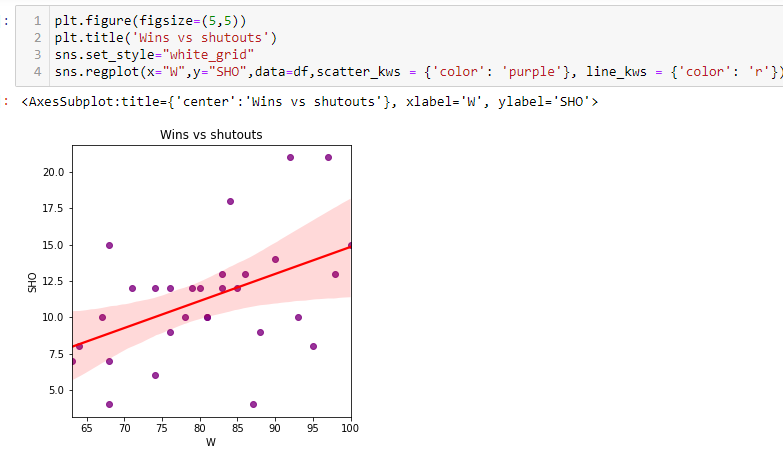 :
1 plt.figure(figsize=(5,5))
2 plt.title('Wins vs shutouts')
3 sns.set_style="white_grid"
4 sns.regplot(x="W",y="SHO",data=df,scatter_kws = {'color': 'purple'}, line_kws = {'color': 'r'})
: <AxesSubplot:title={'center':'Wins vs shutouts'}, xlabel='W', ylabel='SHO'>
Wins vs shutouts
20.0
17.5
15.0
12.5
10.0
7.5
5.0
SHO
65 70 75 80 85 90 95 100
W